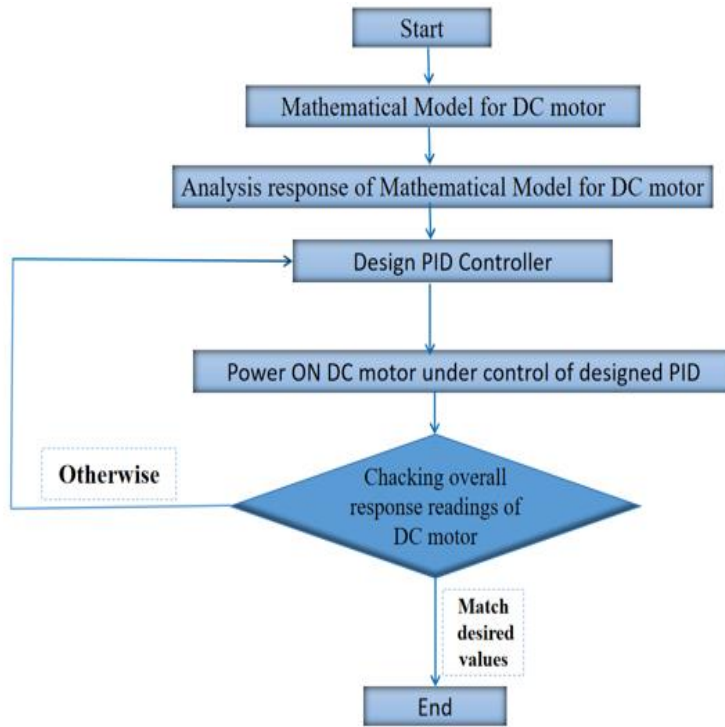 Start
Mathematical Model for DC motor
Analysis response of Mathematical Model for DC motor
Design PID Controller
Power ON DC motor under control of designed PID
Otherwise
Chacking overall
response readings of
DC motor
Match
desired
values
End